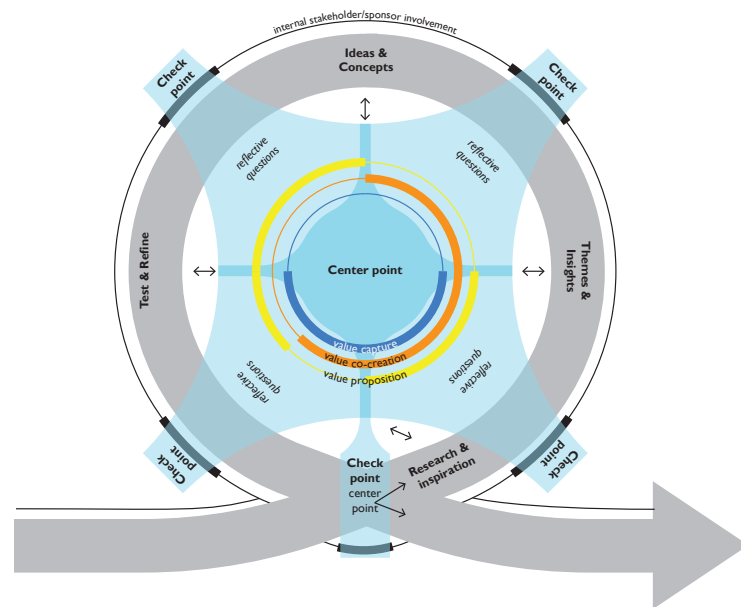 internal stakeholder/sponsor involvement
Ideas &
Concepts
Check
point
Check
point
reflective
questions
reflective
questions
Test & Refine
Center point
Themes &
Insights
value capture
value co-creation
value proposition
reflective
questions
reflective
questions
Check
point
Check
point
Research &
inspiration
Check
point
center
point